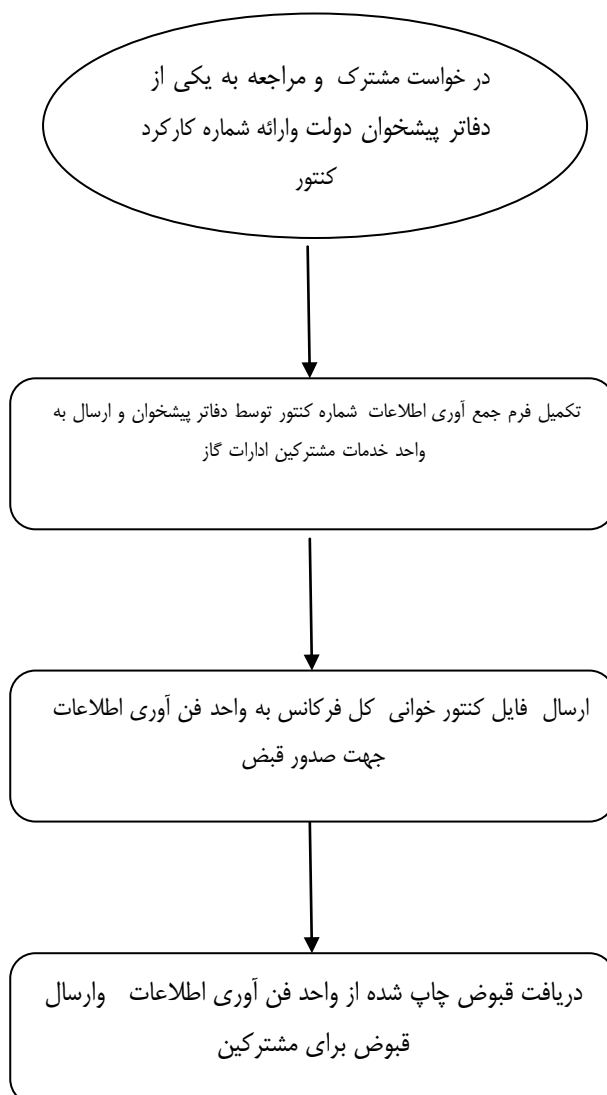 در خواست مشترک و مراجعه به یکی از
دفاتر پیشخوان دولت وارائه شماره کارکرد
کنتور
تکمیل فرم جمع آوری اطلاعات شماره کنتور توسط دفاتر پیشخوان و ارسال به
واحد خدمات مشترکین ادارات گاز
ارسال فایل کنتور خوانی کل فرکانس به واحد فن آوری اطلاعات
جهت صدور قبض
دریافت قبوض چاپ شده از واحد فن آوری اطلاعات وارسال
قبوض برای مشترکین